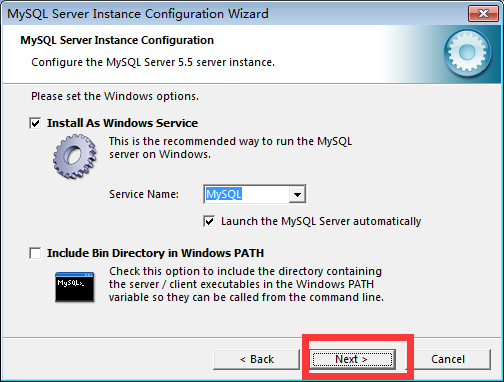 MySQL Server Instance Configuration Wizard
MySQL Server Instance Configuration
Configure the MySQL Server 5.5 server instance.
Please set the Windows options.
Install As Windows Service
This is the recommended way to run the MySQL
server on Windows.
Service Name:
MySQL
Launch the MySQL Server automatically
Include Bin Directory in Windows PATH
MySQL>_
Check this option to include the directory containing
the server / client executables in the Windows PATH
variable so they can be called from the command line.
< Back
Next >
Cancel